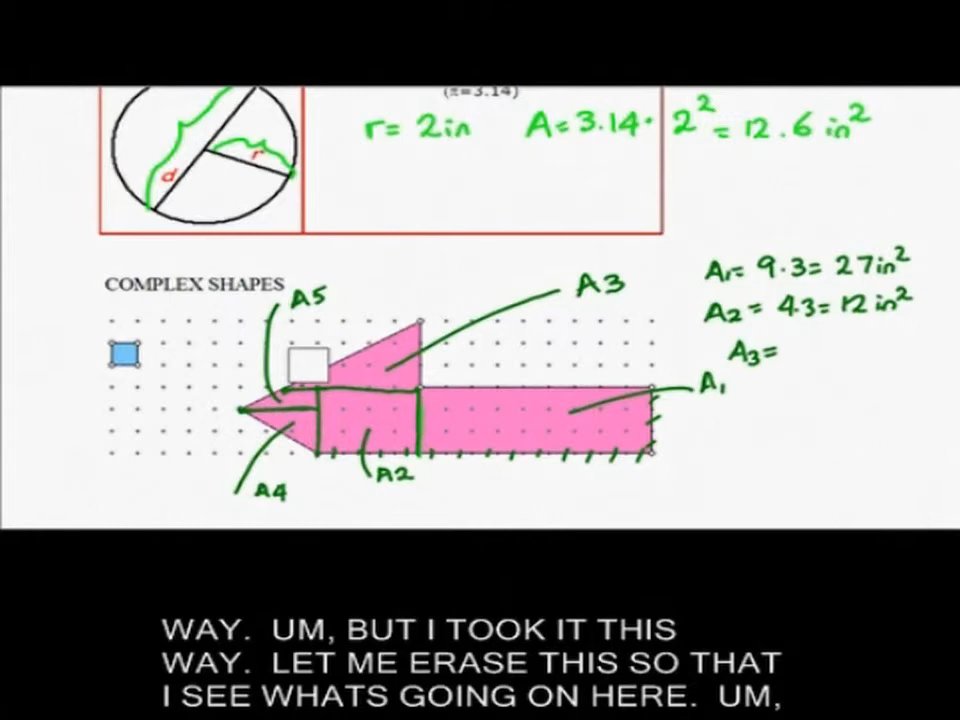 (π=3.14)
r= 2in A= 3.14· 2² = 12.6 in²
r
d
COMPLEX SHAPES
A5
A3
A1= 9·3= 27in²
A2= 4·3= 12 in²
A3=
A1
A4
A2
WAY. UM, BUT I TOOK IT THIS
WAY. LET ME ERASE THIS SO THAT
I SEE WHATS GOING ON HERE. UM,